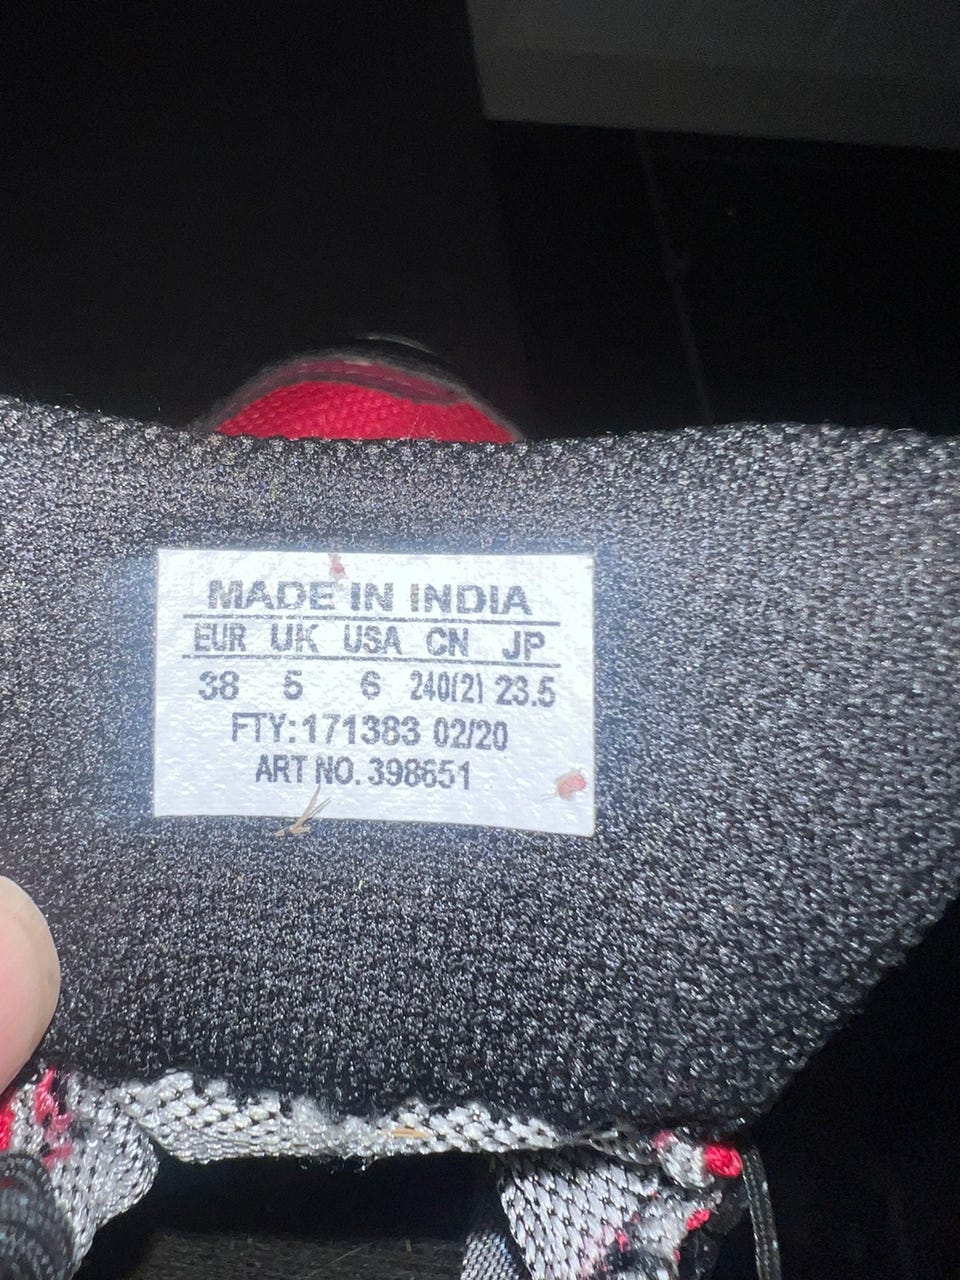 MADE IN INDIA
EUR UK USA CN JP
38 5 6 240(2) 23.5
FTY:171383 02/20
ART NO. 398651